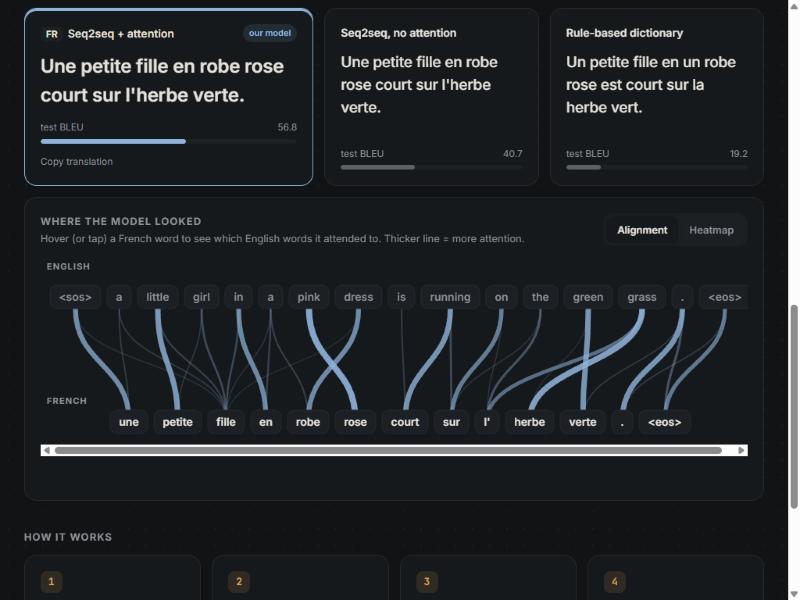 FR Seq2seq + attention our model
Une petite fille en robe rose
court sur l'herbe verte.
test BLEU 56.8
Copy translation
Seq2seq, no attention
Une petite fille en robe
rose court sur l'herbe
verte.
test BLEU 40.7
Rule-based dictionary
Un petite fille en un robe
rose est court sur la
herbe vert.
test BLEU 19.2
WHERE THE MODEL LOOKED
Hover (or tap) a French word to see which English words it attended to. Thicker line = more attention.
Alignment Heatmap
ENGLISH
<sos> a little girl in a pink dress is running on the green grass . <eos>
FRENCH
une petite fille en robe rose court sur l' herbe verte . <eos>
HOW IT WORKS
1 2 3 4